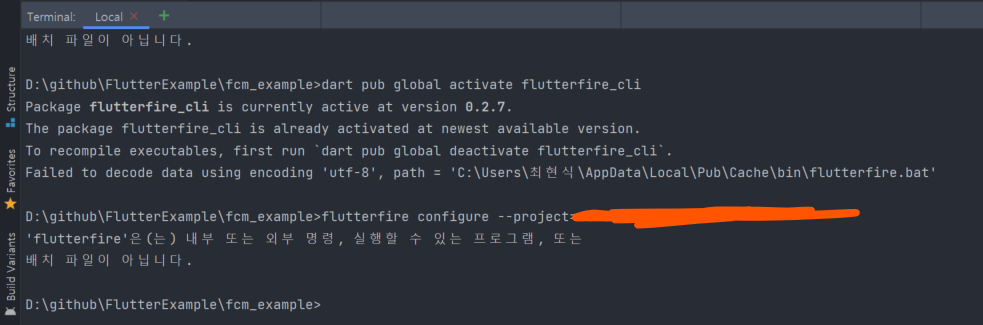 Terminal: Local × +
배치 파일이 아닙니다.
D:\github\FlutterExample\fcm_example>dart pub global activate flutterfire_cli
Package flutterfire_cli is currently active at version 0.2.7.
The package flutterfire_cli is already activated at newest available version.
To recompile executables, first run `dart pub global deactivate flutterfire_cli`.
Failed to decode data using encoding 'utf-8', path = 'C:\Users\최현식\AppData\Local\Pub\Cache\bin\flutterfire.bat'
D:\github\FlutterExample\fcm_example>flutterfire configure --project=
'flutterfire'은(는) 내부 또는 외부 명령, 실행할 수 있는 프로그램, 또는
배치 파일이 아닙니다.
D:\github\FlutterExample\fcm_example>
Structure
Favorites
Build Variants